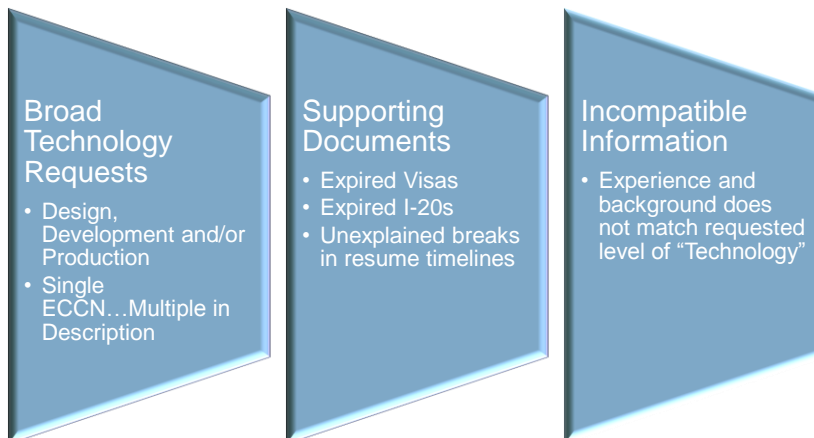 Broad
Technology
Requests
• Design,
Development and/or
Production
• Single
ECCN…Multiple in
Description
Supporting
Documents
• Expired Visas
• Expired I-20s
• Unexplained breaks
in resume timelines
Incompatible
Information
• Experience and
background does
not match requested
level of “Technology”